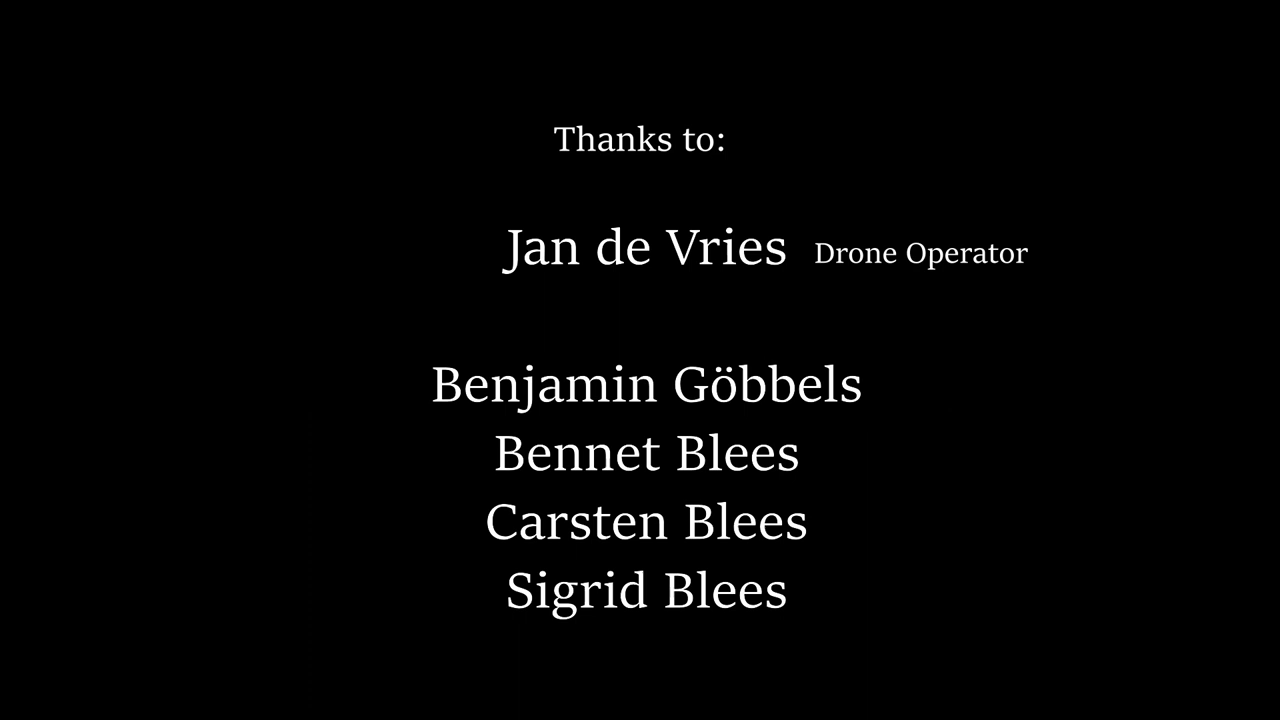 Thanks to:
Jan de Vries Drone Operator
Benjamin Göbbels
Bennet Blees
Carsten Blees
Sigrid Blees